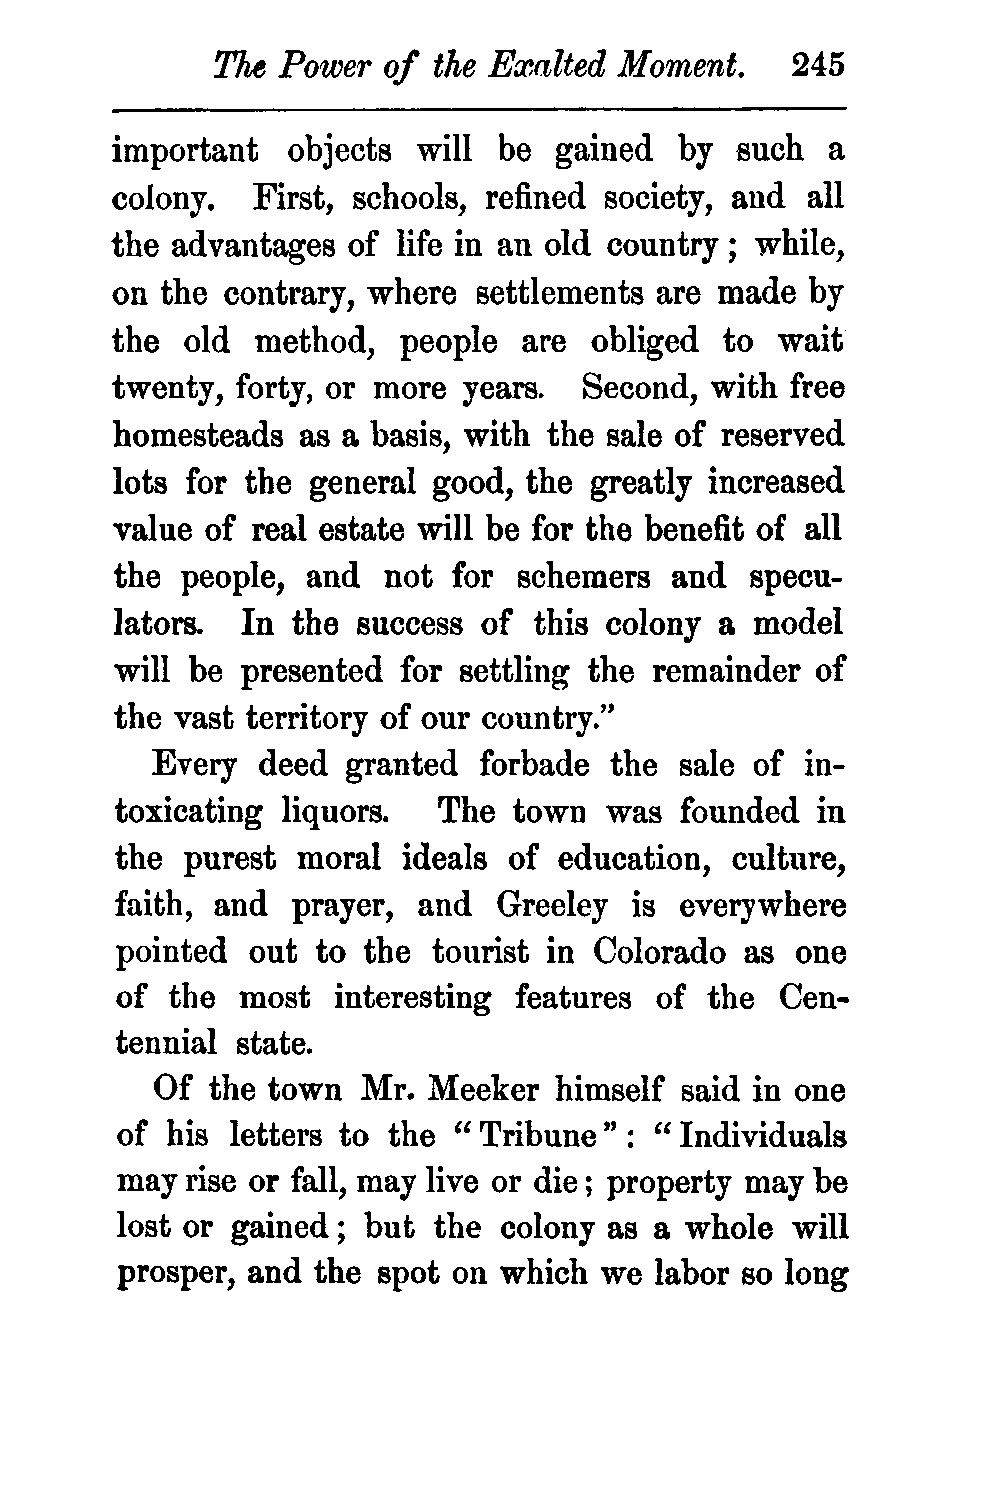 The Power of the Exalted Moment. 245
important objects will be gained by such a
colony. First, schools, refined society, and all
the advantages of life in an old country ; while,
on the contrary, where settlements are made by
the old method, people are obliged to wait
twenty, forty, or more years. Second, with free
homesteads as a basis, with the sale of reserved
lots for the general good, the greatly increased
value of real estate will be for the benefit of all
the people, and not for schemers and specu-
lators. In the success of this colony a model
will be presented for settling the remainder of
the vast territory of our country.”
Every deed granted forbade the sale of in-
toxicating liquors. The town was founded in
the purest moral ideals of education, culture,
faith, and prayer, and Greeley is everywhere
pointed out to the tourist in Colorado as one
of the most interesting features of the Cen-
tennial state.
Of the town Mr. Meeker himself said in one
of his letters to the “ Tribune ” : “ Individuals
may rise or fall, may live or die ; property may be
lost or gained ; but the colony as a whole will
prosper, and the spot on which we labor so long